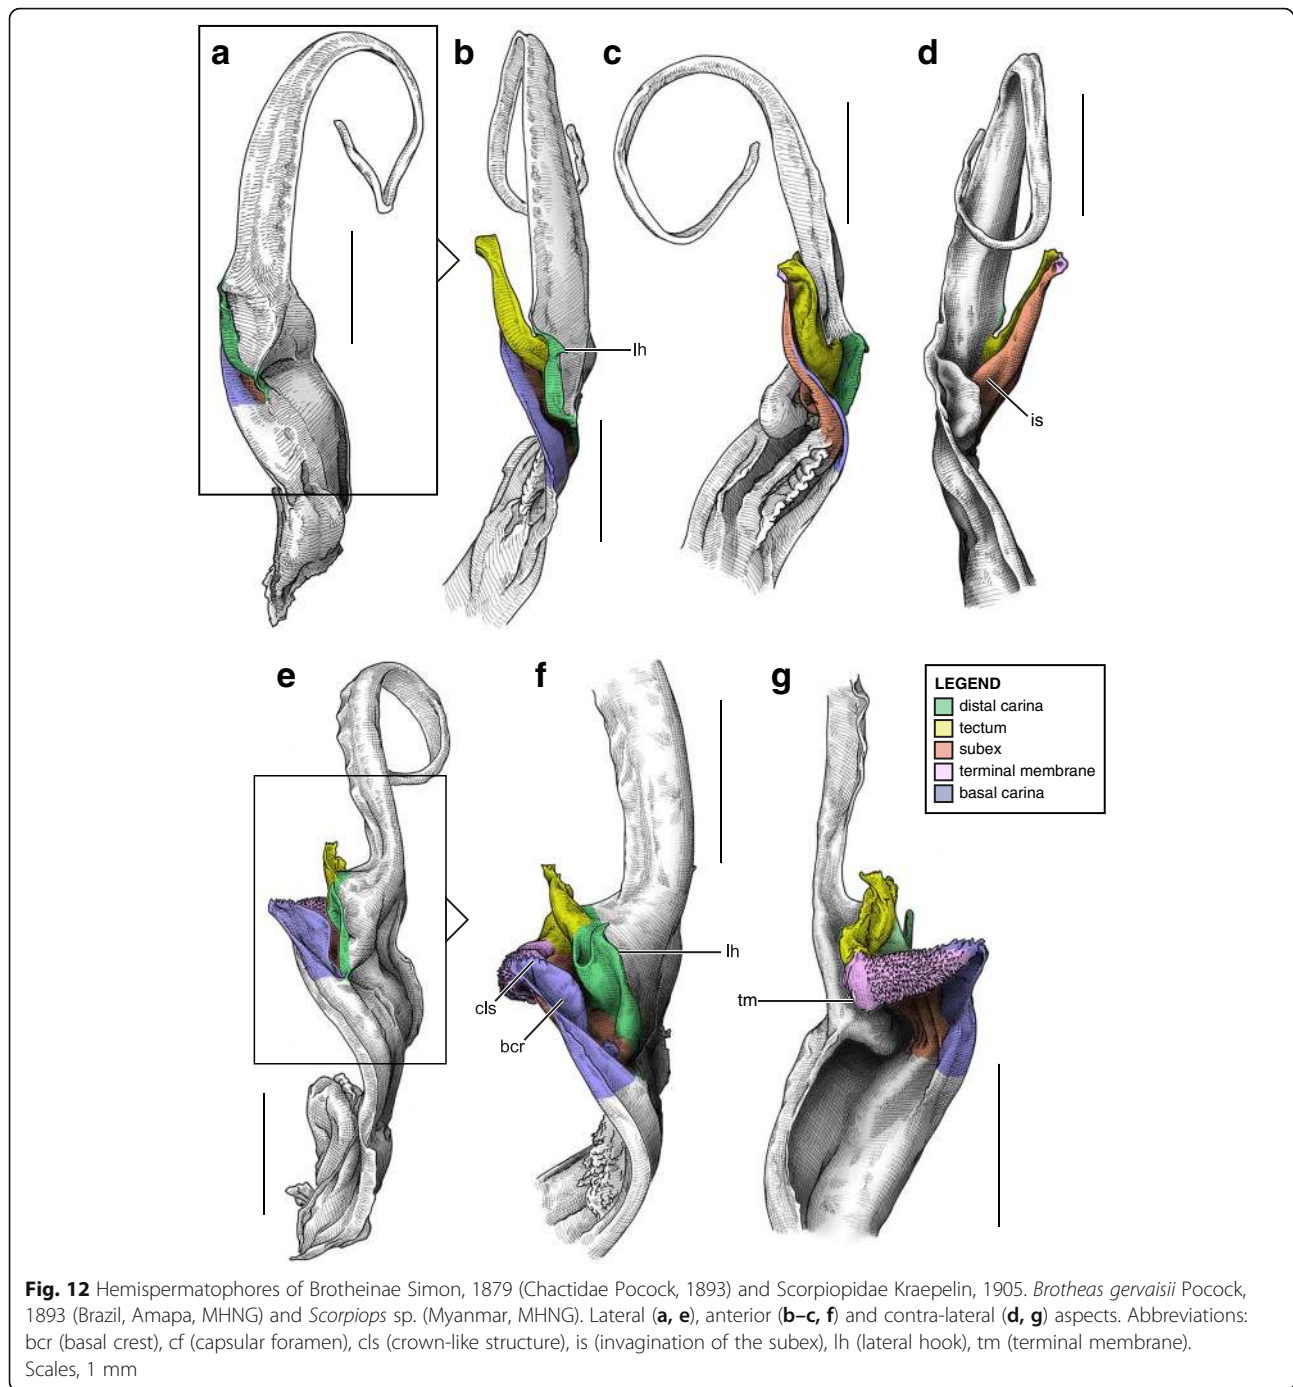 a
b
c
d
lh
is
e
f
g
LEGEND
distal carina
tectum
subex
terminal membrane
basal carina
lh
cls
bcr
tm
Fig. 12 Hemispermatophores of Brotheinae Simon, 1879 (Chactidae Pocock, 1893) and Scorpiopidae Kraepelin, 1905. Brotheas gervaisii Pocock,
1893 (Brazil, Amapa, MHNG) and Scorpiops sp. (Myanmar, MHNG). Lateral (a, e), anterior (b–c, f) and contra-lateral (d, g) aspects. Abbreviations:
bcr (basal crest), cf (capsular foramen), cls (crown-like structure), is (invagination of the subex), lh (lateral hook), tm (terminal membrane).
Scales, 1 mm